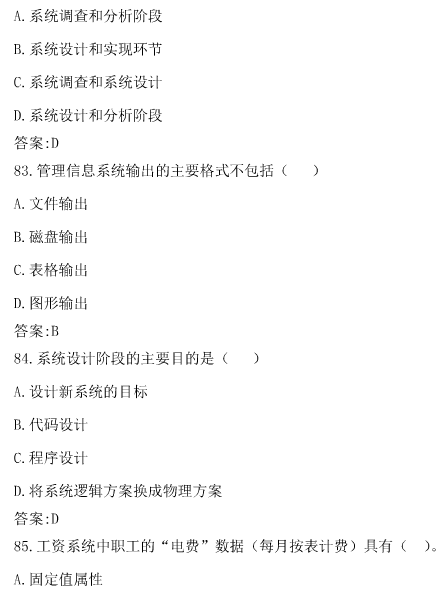 A.系统调查和分析阶段
B.系统设计和实现环节
C.系统调查和系统设计
D.系统设计和分析阶段
答案:D
83.管理信息系统输出的主要格式不包括（  ）
A.文件输出
B.磁盘输出
C.表格输出
D.图形输出
答案:B
84.系统设计阶段的主要目的是（  ）
A.设计新系统的目标
B.代码设计
C.程序设计
D.将系统逻辑方案换成物理方案
答案:D
85.工资系统中职工的“电费”数据（每月按表计费）具有（ ）。
A.固定值属性